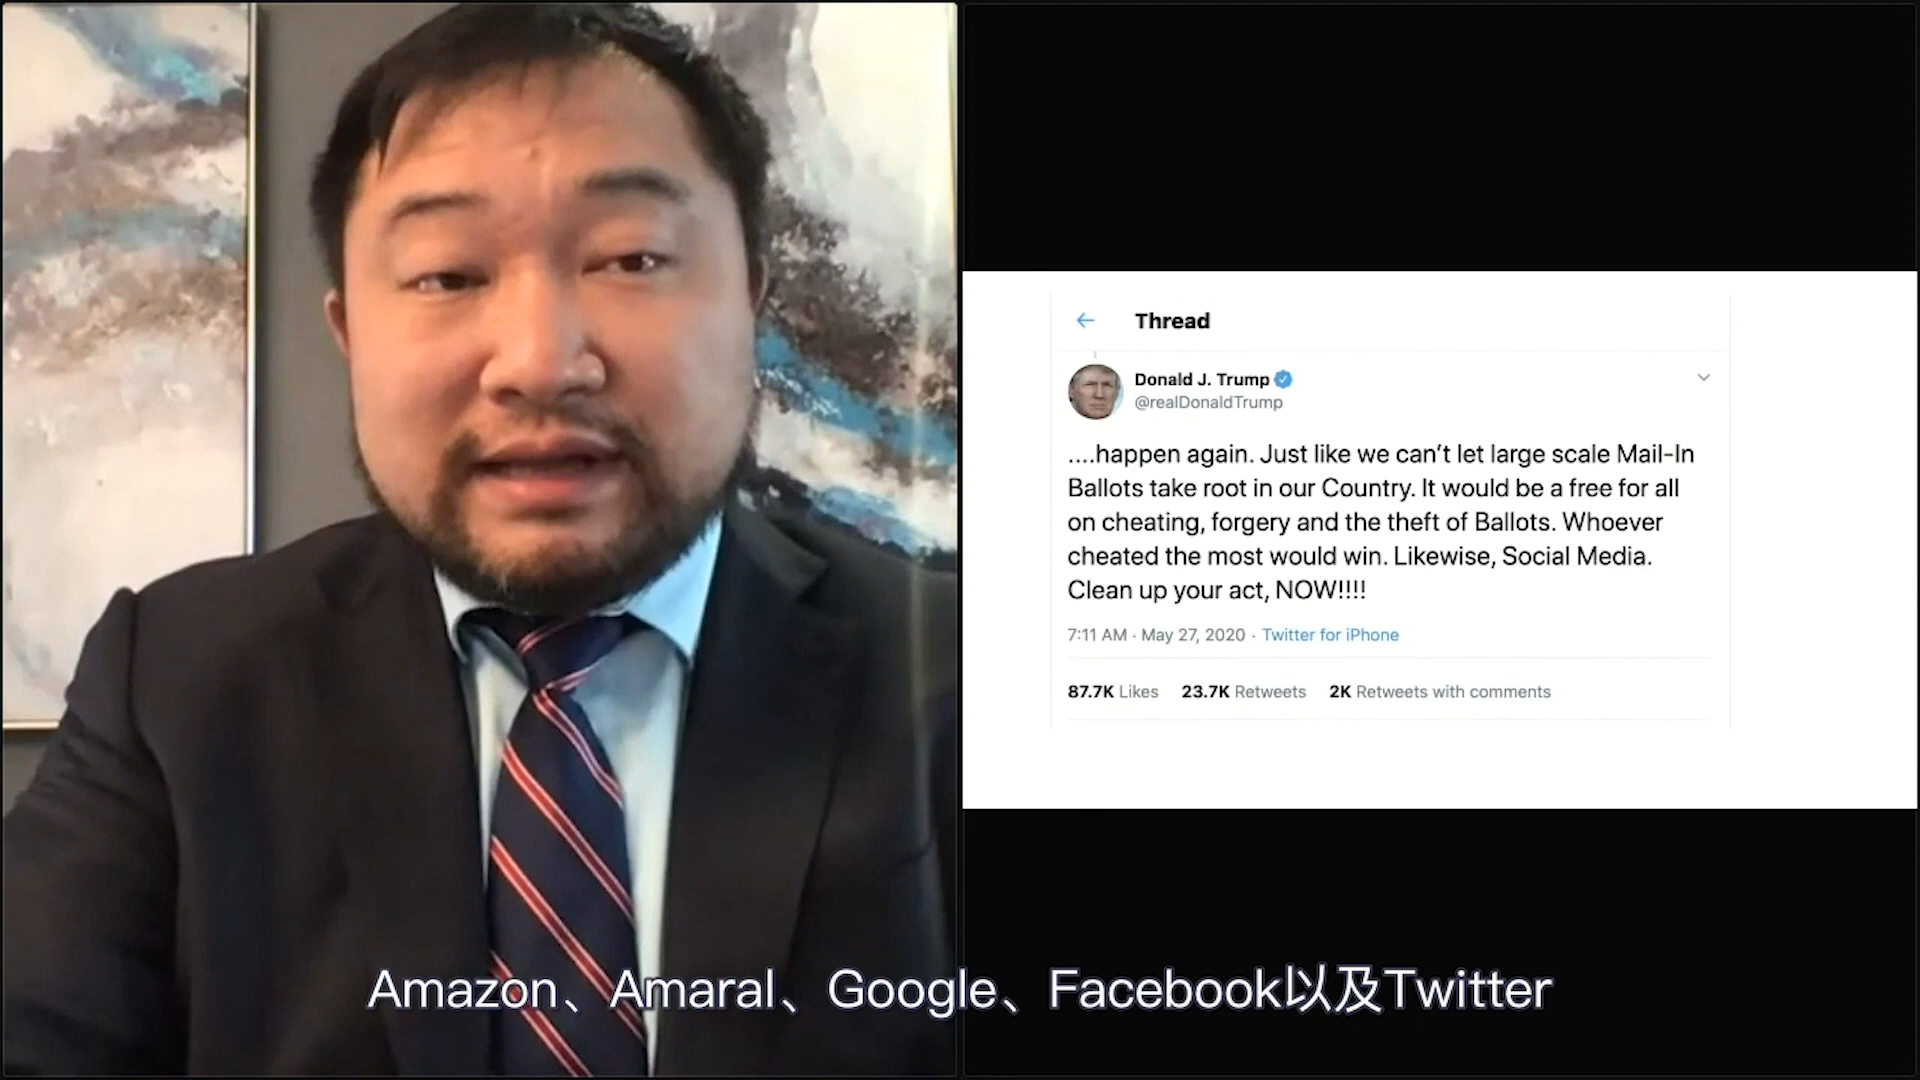 Thread
Donald J. Trump
@realDonaldTrump
....happen again. Just like we can’t let large scale Mail-In
Ballots take root in our Country. It would be a free for all
on cheating, forgery and the theft of Ballots. Whoever
cheated the most would win. Likewise, Social Media.
Clean up your act, NOW!!!!
7:11 AM · May 27, 2020 · Twitter for iPhone
87.7K Likes 23.7K Retweets 2K Retweets with comments
Amazon、Amaral、Google、Facebook以及Twitter